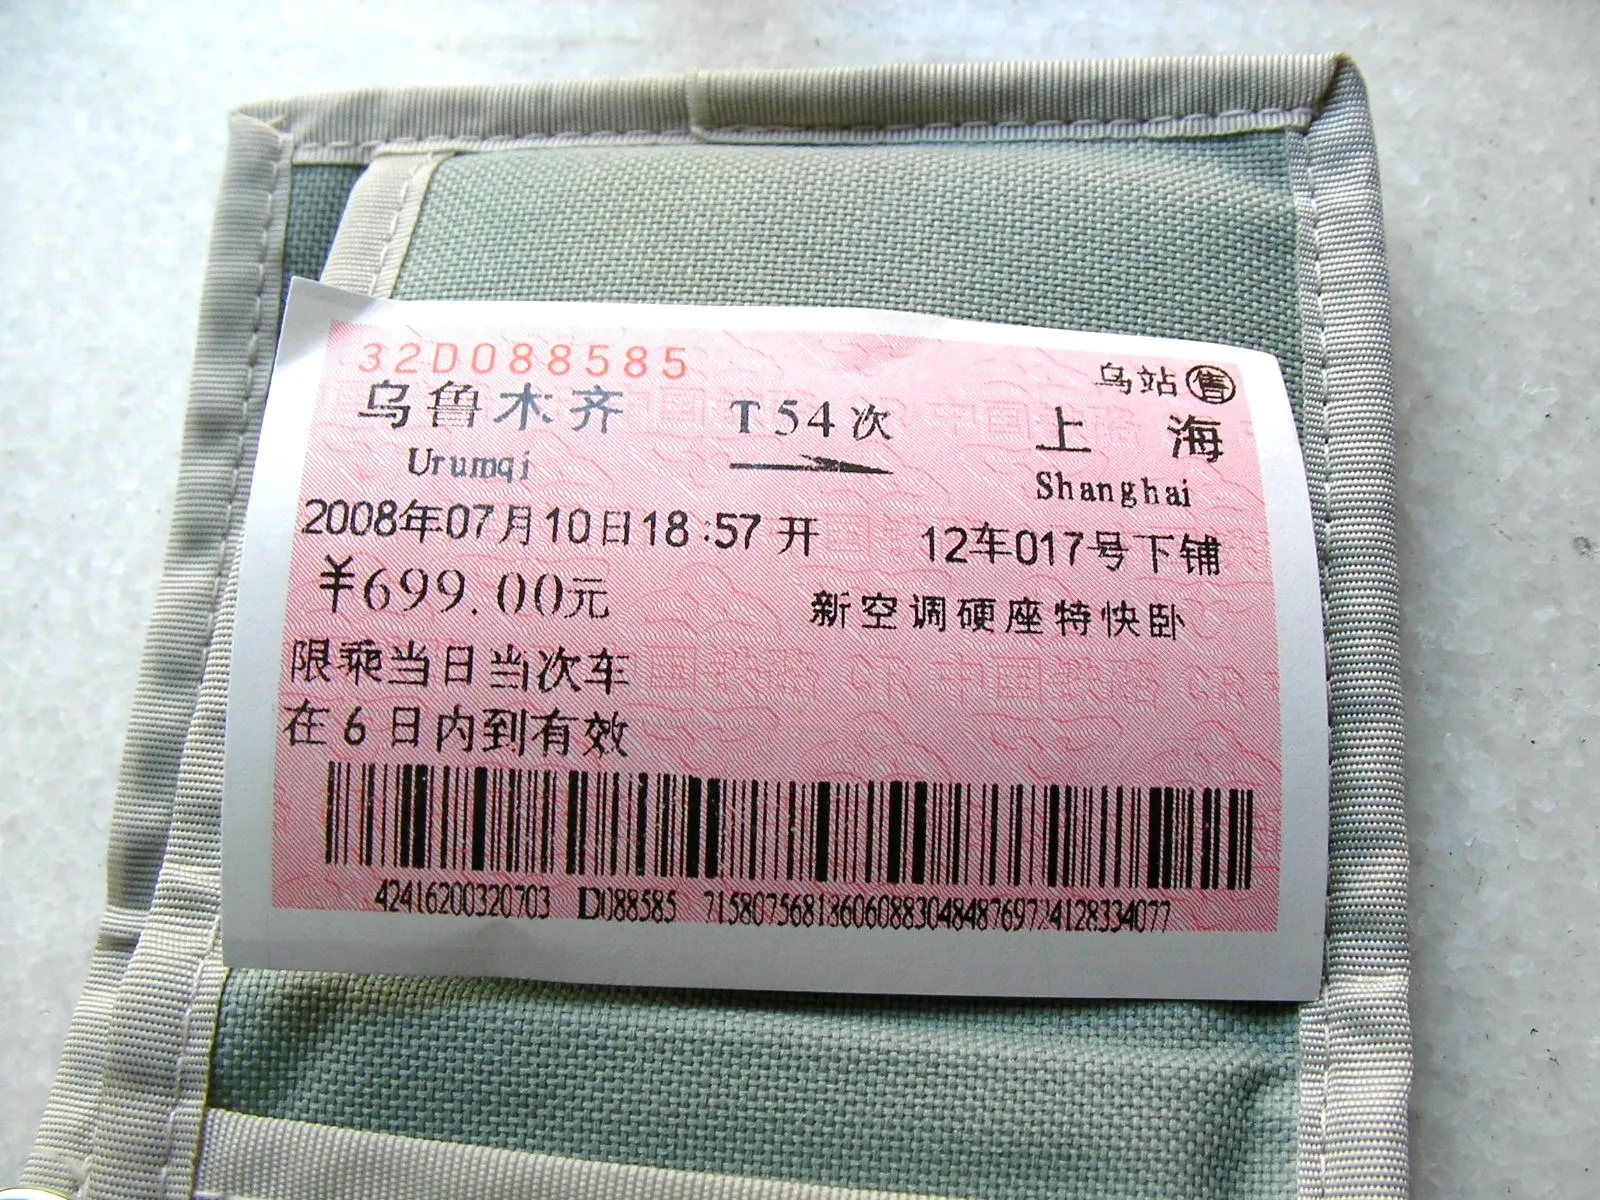 32D088585
乌站 售
乌鲁木齐 T54次 上海
Urumqi Shanghai
2008年07月10日18:57开 12车017号下铺
¥699.00元 新空调硬座特快卧
限乘当日当次车
在6日内到有效
42416200320703 D088585